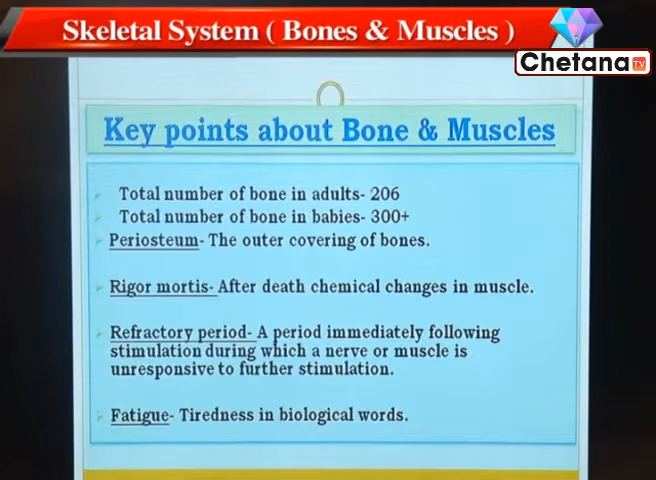 Skeletal System ( Bones & Muscles )
Chetana TV
Key points about Bone & Muscles
Total number of bone in adults- 206
Total number of bone in babies- 300+
Periosteum- The outer covering of bones.
Rigor mortis- After death chemical changes in muscle.
Refractory period- A period immediately following
stimulation during which a nerve or muscle is
unresponsive to further stimulation.
Fatigue- Tiredness in biological words.